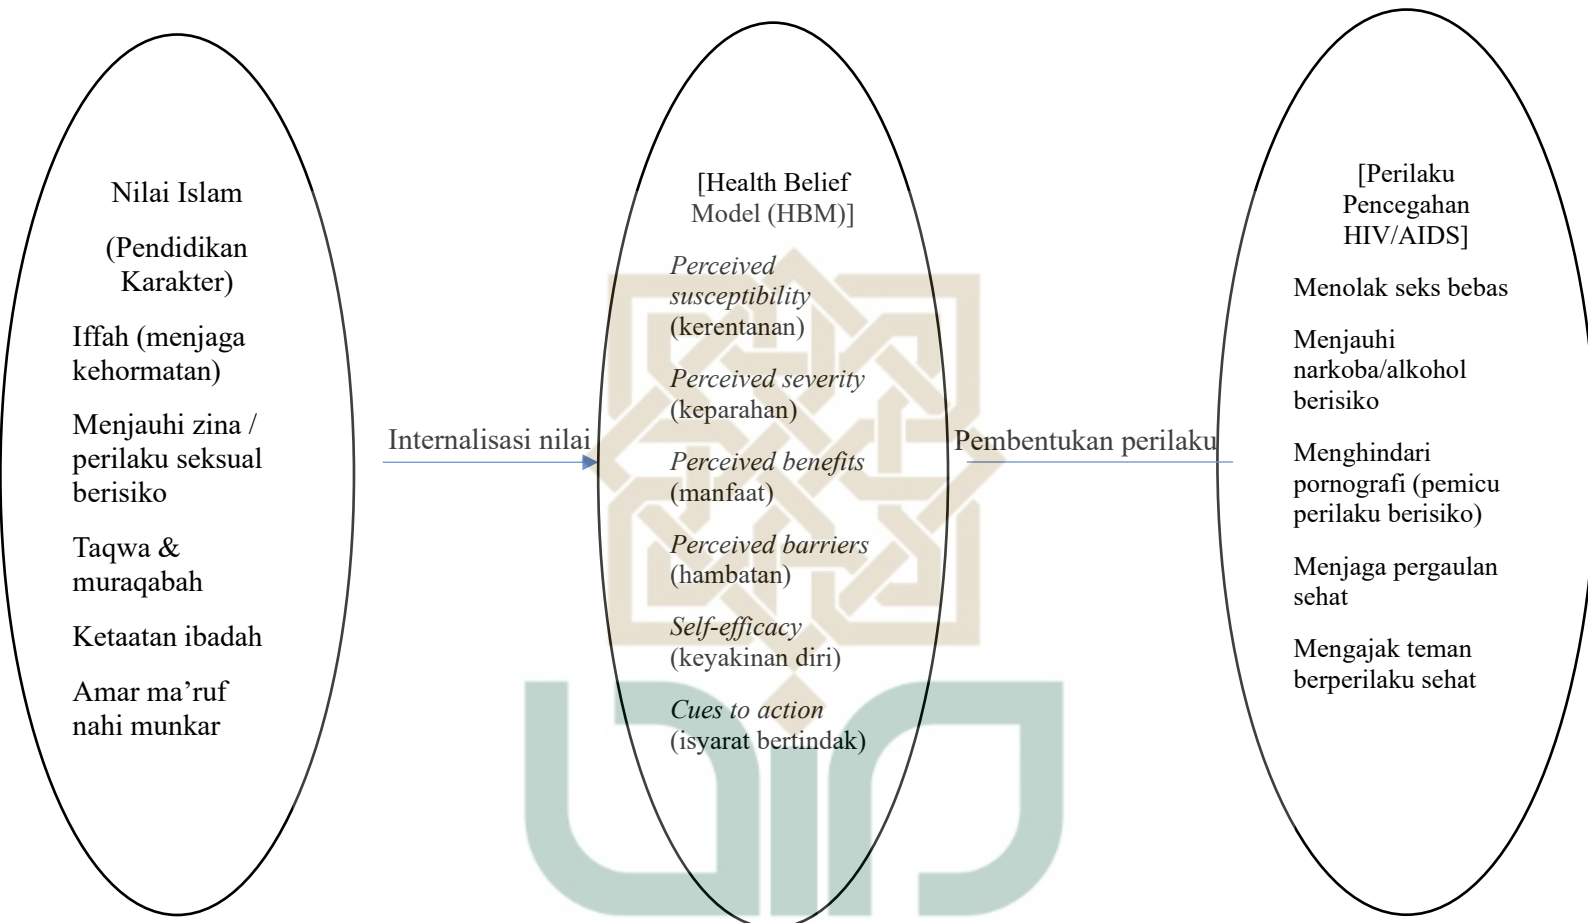 Nilai Islam
(Pendidikan
Karakter)
Iffah (menjaga
kehormatan)
Menjauhi zina /
perilaku seksual
berisiko
Taqwa &
muraqabah
Ketaatan ibadah
Amar ma’ruf
nahi munkar
Internalisasi nilai
[Health Belief
Model (HBM)]
Perceived
susceptibility
(kerentanan)
Perceived severity
(keparahan)
Perceived benefits
(manfaat)
Perceived barriers
(hambatan)
Self-efficacy
(keyakinan diri)
Cues to action
(isyarat bertindak)
Pembentukan perilaku
[Perilaku
Pencegahan
HIV/AIDS]
Menolak seks bebas
Menjauhi
narkoba/alkohol
berisiko
Menghindari
pornografi (pemicu
perilaku berisiko)
Menjaga pergaulan
sehat
Mengajak teman
berperilaku sehat